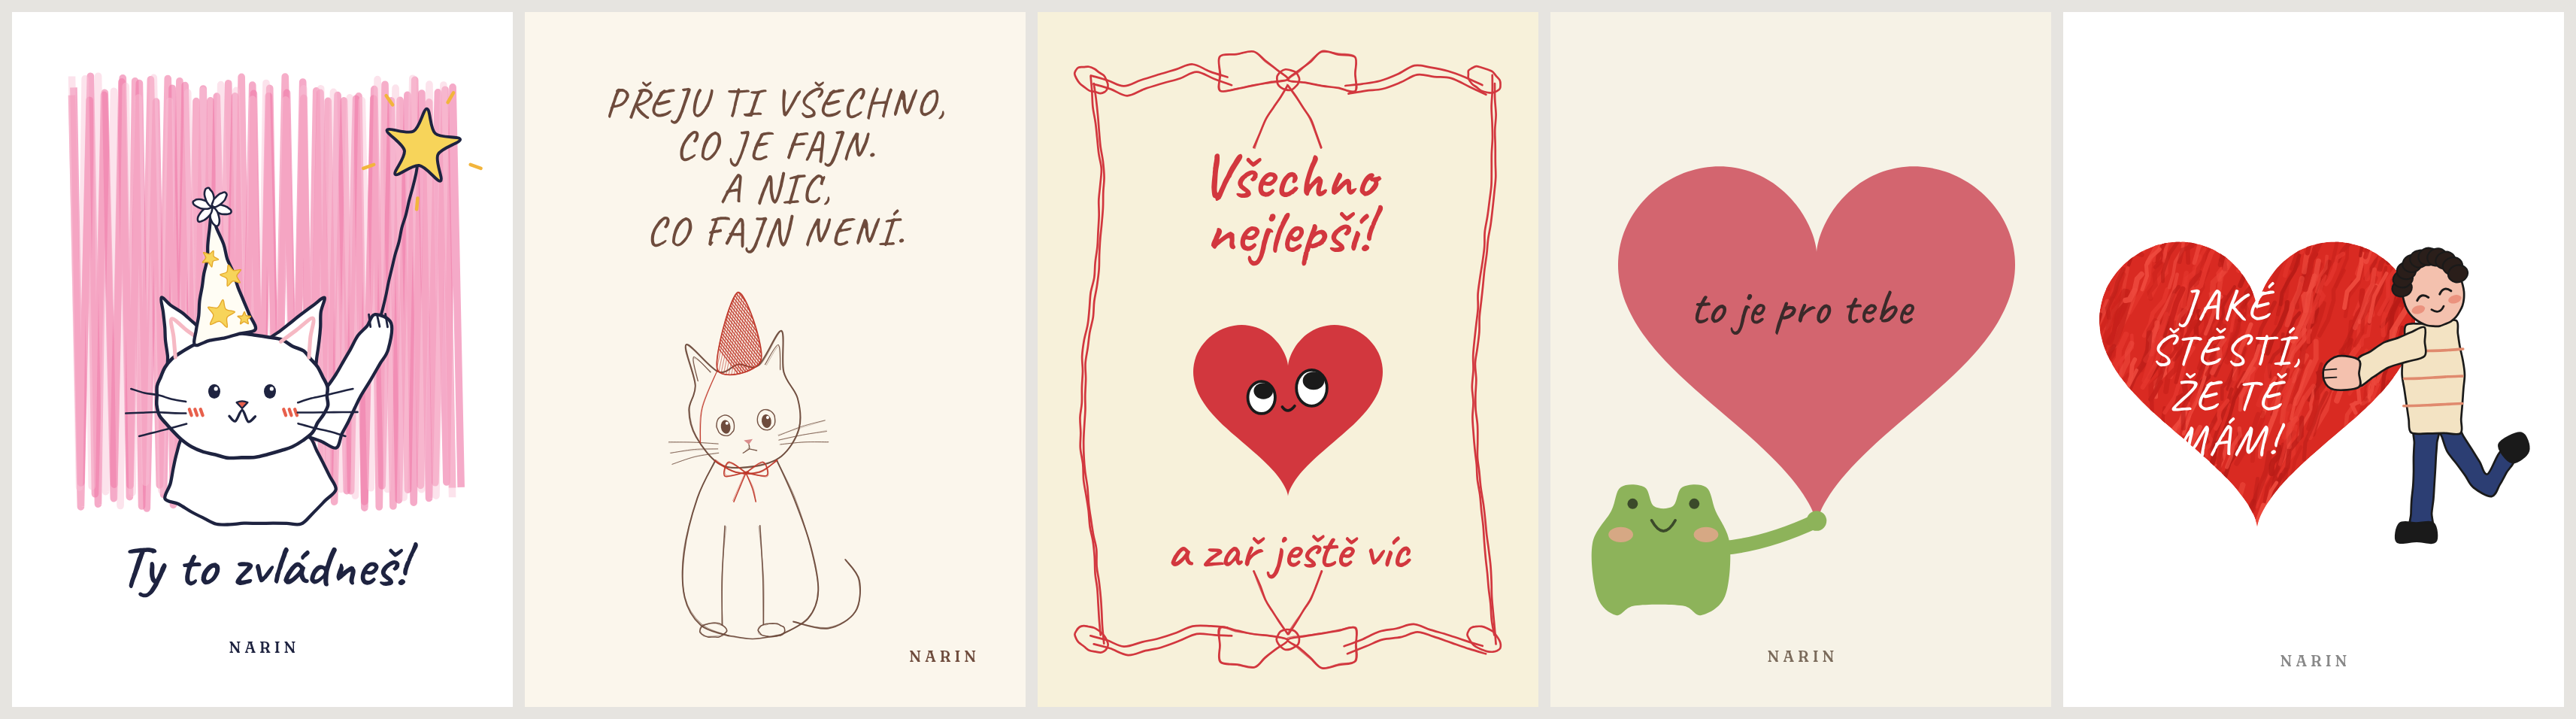 Ty to zvládneš!
NARIN
PŘEJU TI VŠECHNO,
CO JE FAJN.
A NIC,
CO FAJN NENÍ.
NARIN
Všechno
nejlepší!
a zař ještě víc
to je pro tebe
NARIN
JAKÉ
ŠTĚSTÍ,
ŽE TĚ
MÁM!
NARIN